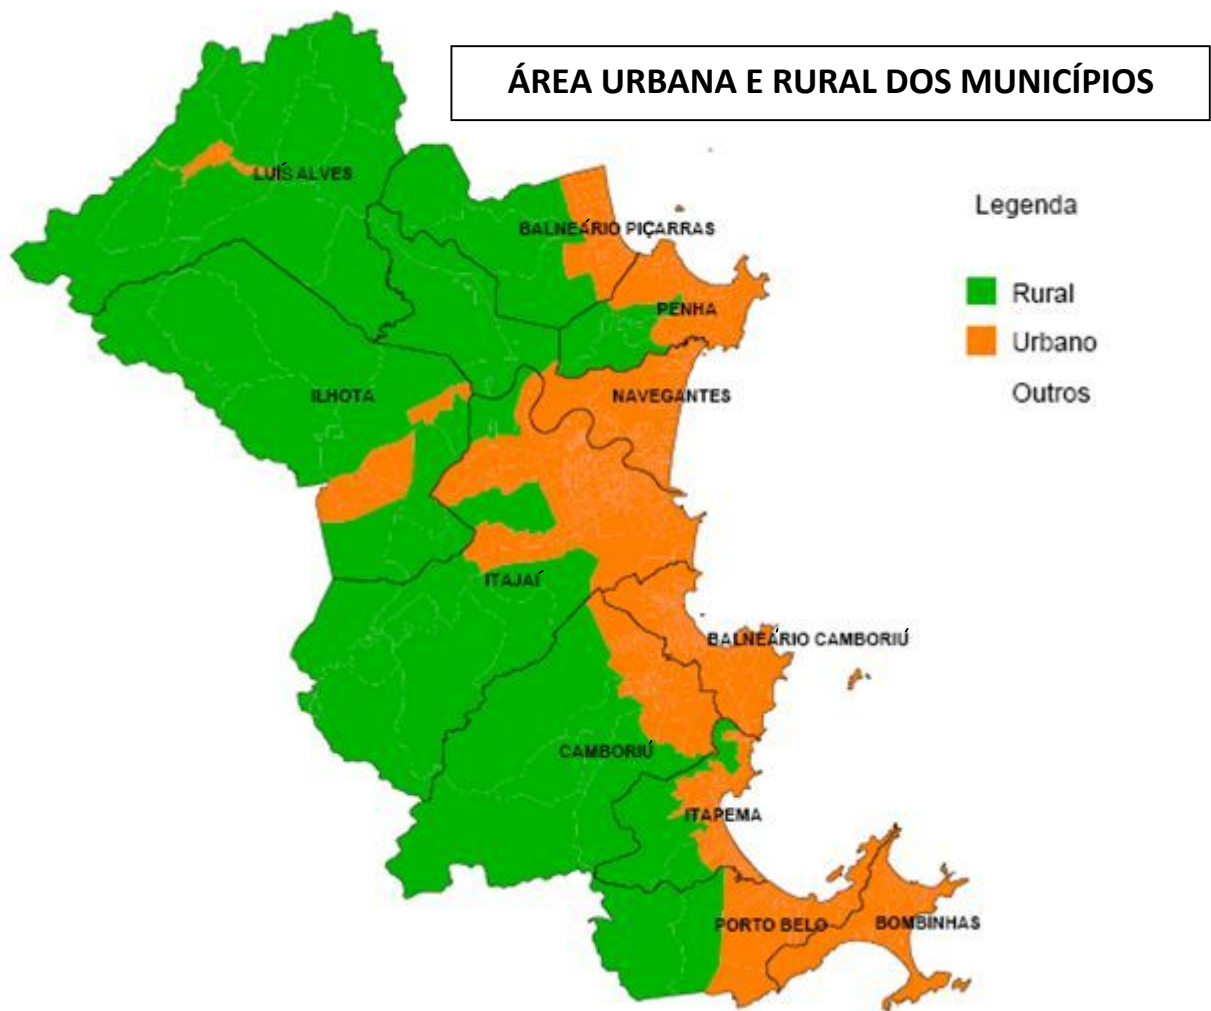 ÁREA URBANA E RURAL DOS MUNICÍPIOS
LUÍS ALVES
Legenda
BALNEÁRIO PIÇARRAS
Rural
PENHA
Urbano
ILHOTA
NAVEGANTES
Outros
ITAJAÍ
BALNEÁRIO CAMBORIÚ
CAMBORIÚ
ITAPEMA
PORTO BELO
BOMBINHAS